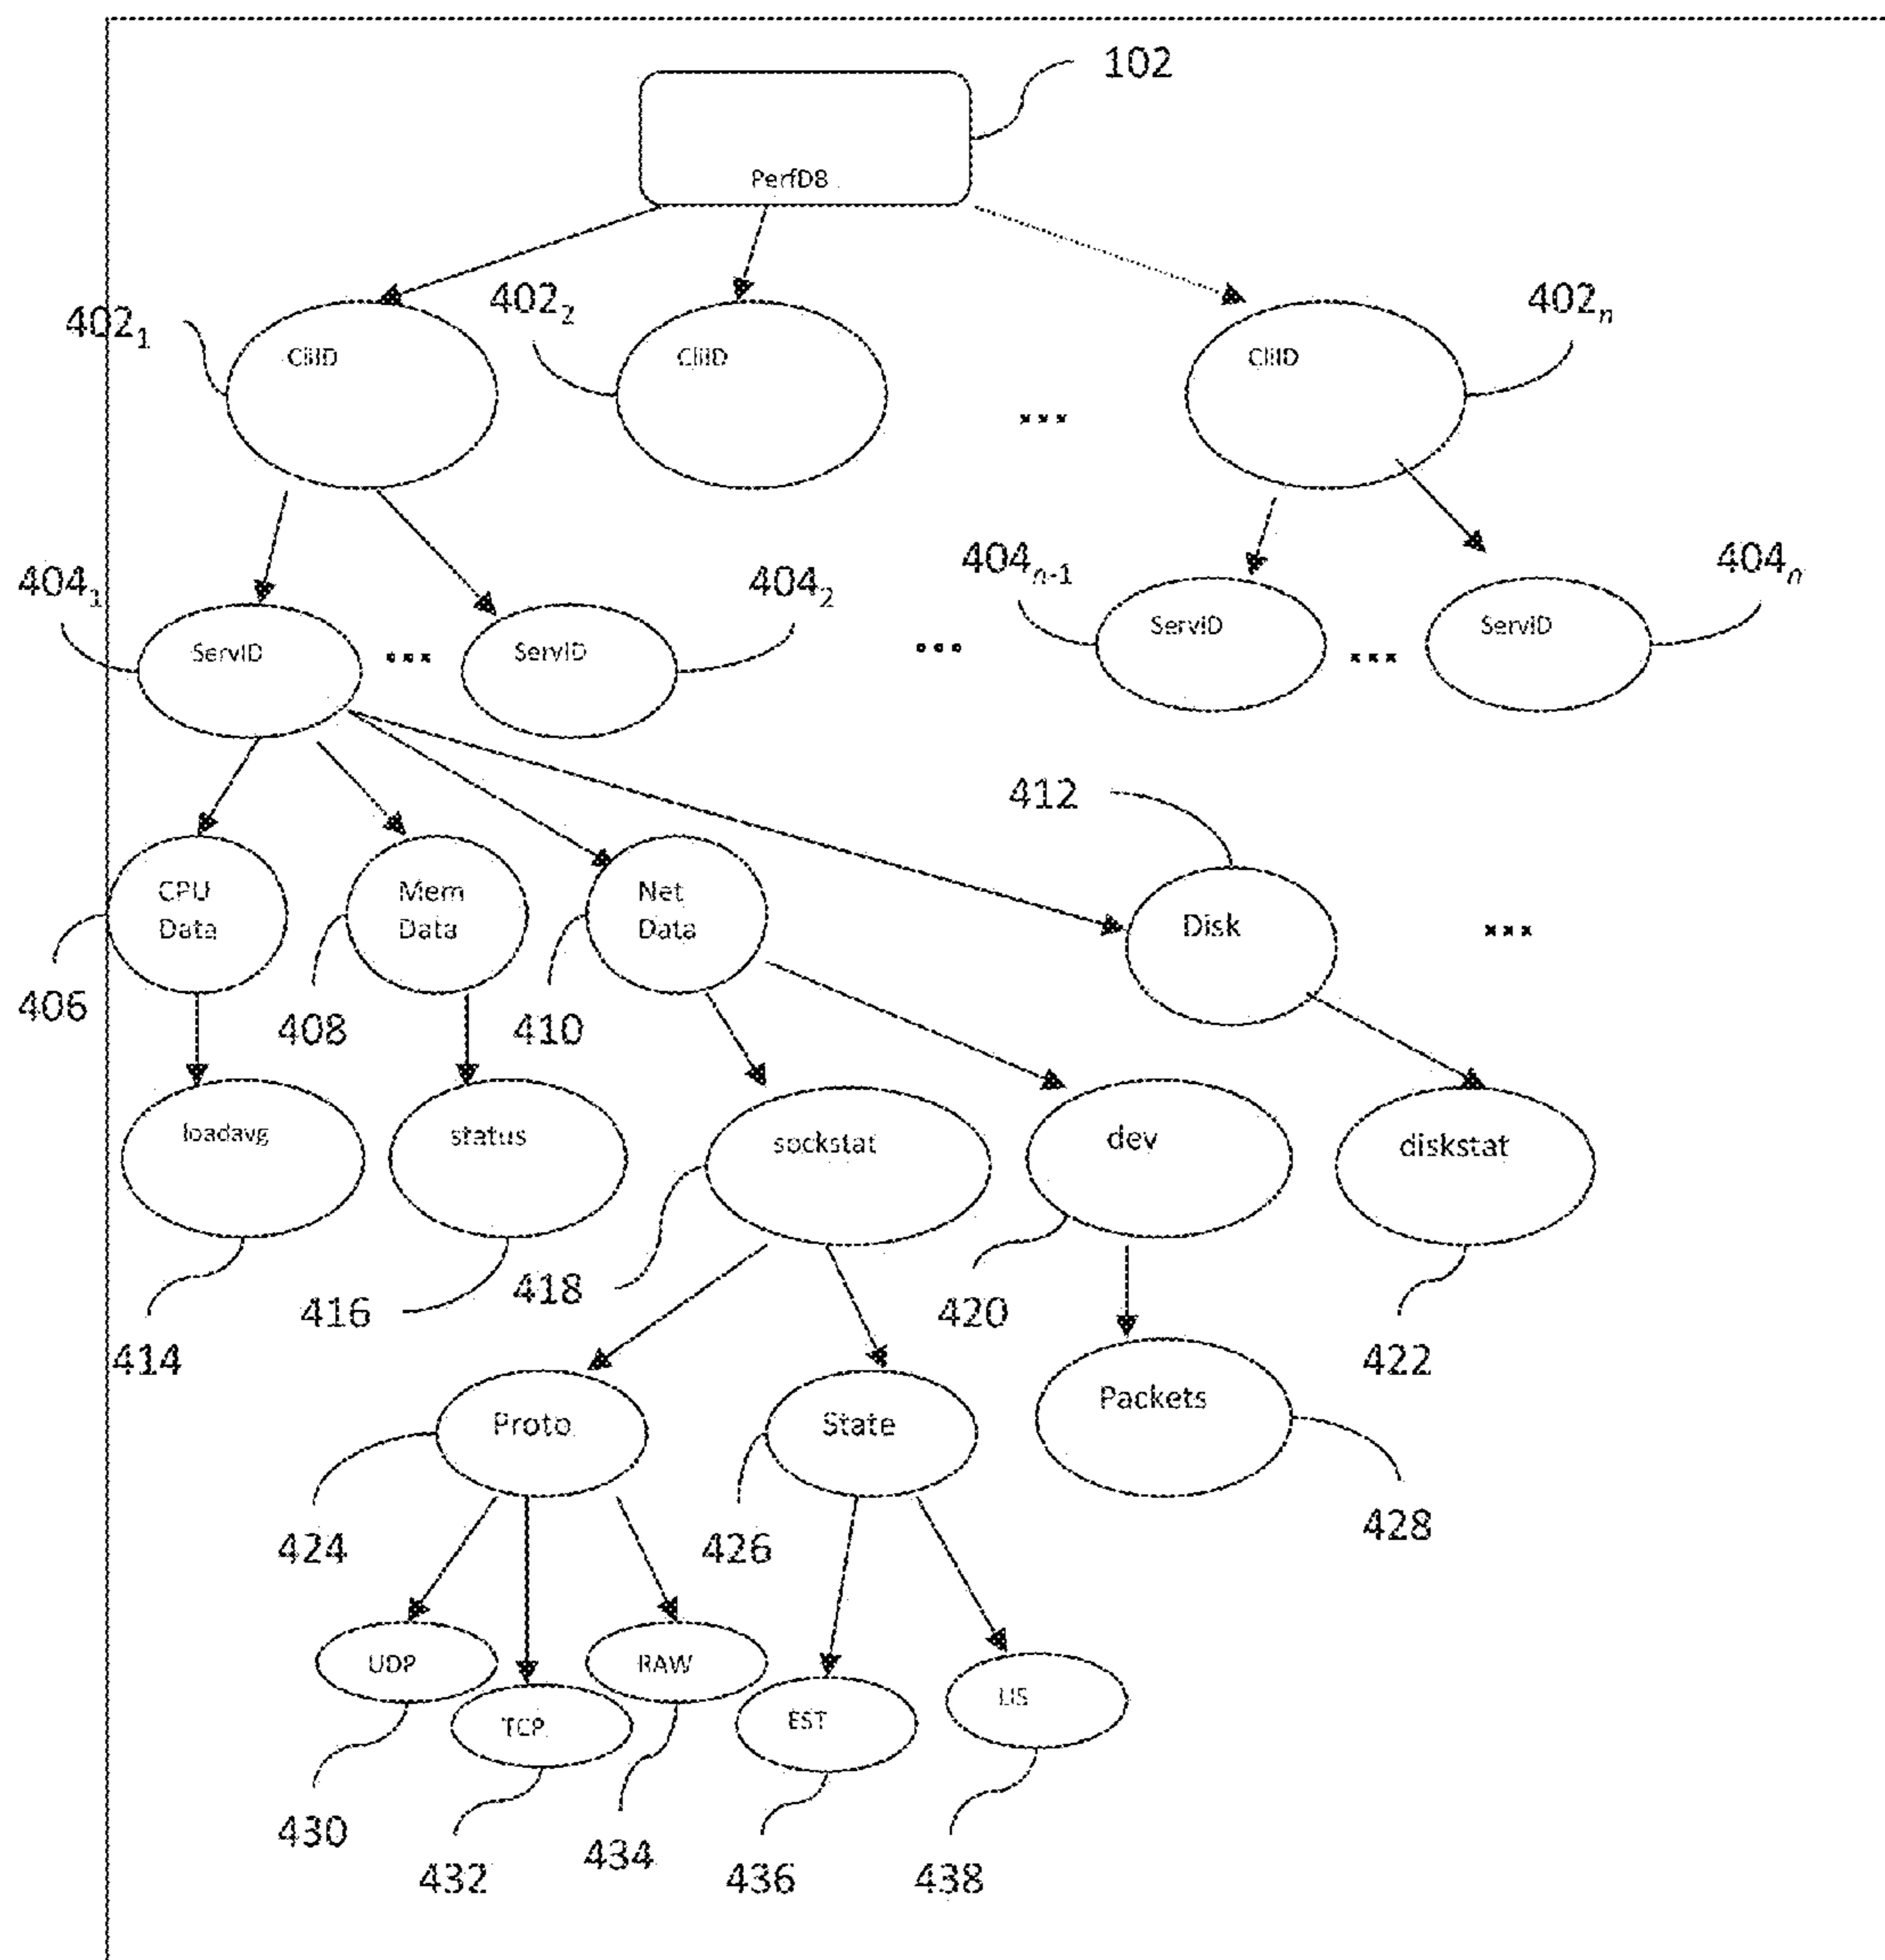 102
PerfDB
402₁
402₂
402ₙ
CliID
CliID
CliID
...
404₁
404₂
404ₙ₋₁
404ₙ
ServID
...
ServID
...
ServID
...
ServID
412
CPU
Data
Mem
Data
Net
Data
Disk
...
406
408
410
loadavg
status
sockstat
dev
diskstat
414
416
418
420
422
Proto
State
Packets
424
426
428
UDP
TCP
RAW
EST
LIS
430
432
434
436
438